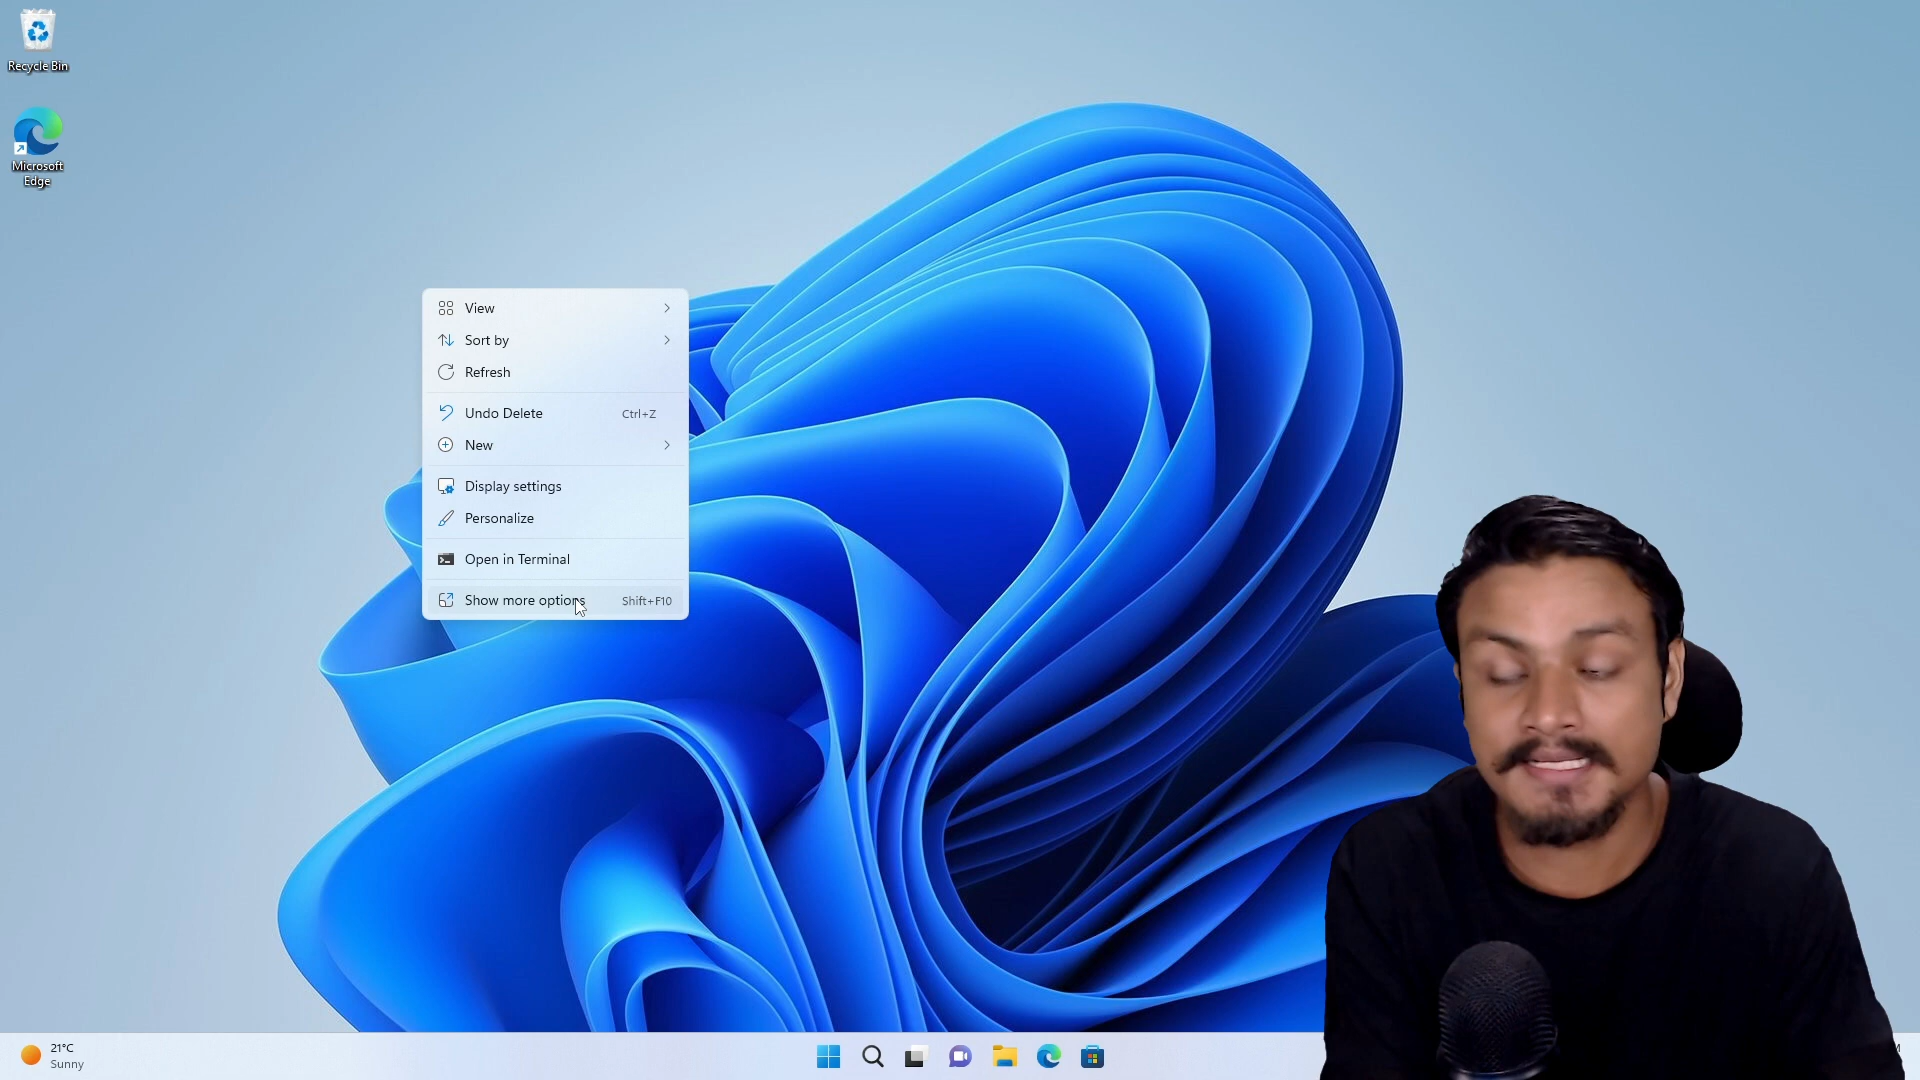 Recycle Bin
Microsoft
Edge
View
Sort by
Refresh
Undo Delete Ctrl+Z
New
Display settings
Personalize
Open in Terminal
Show more options Shift+F10
21°C
Sunny